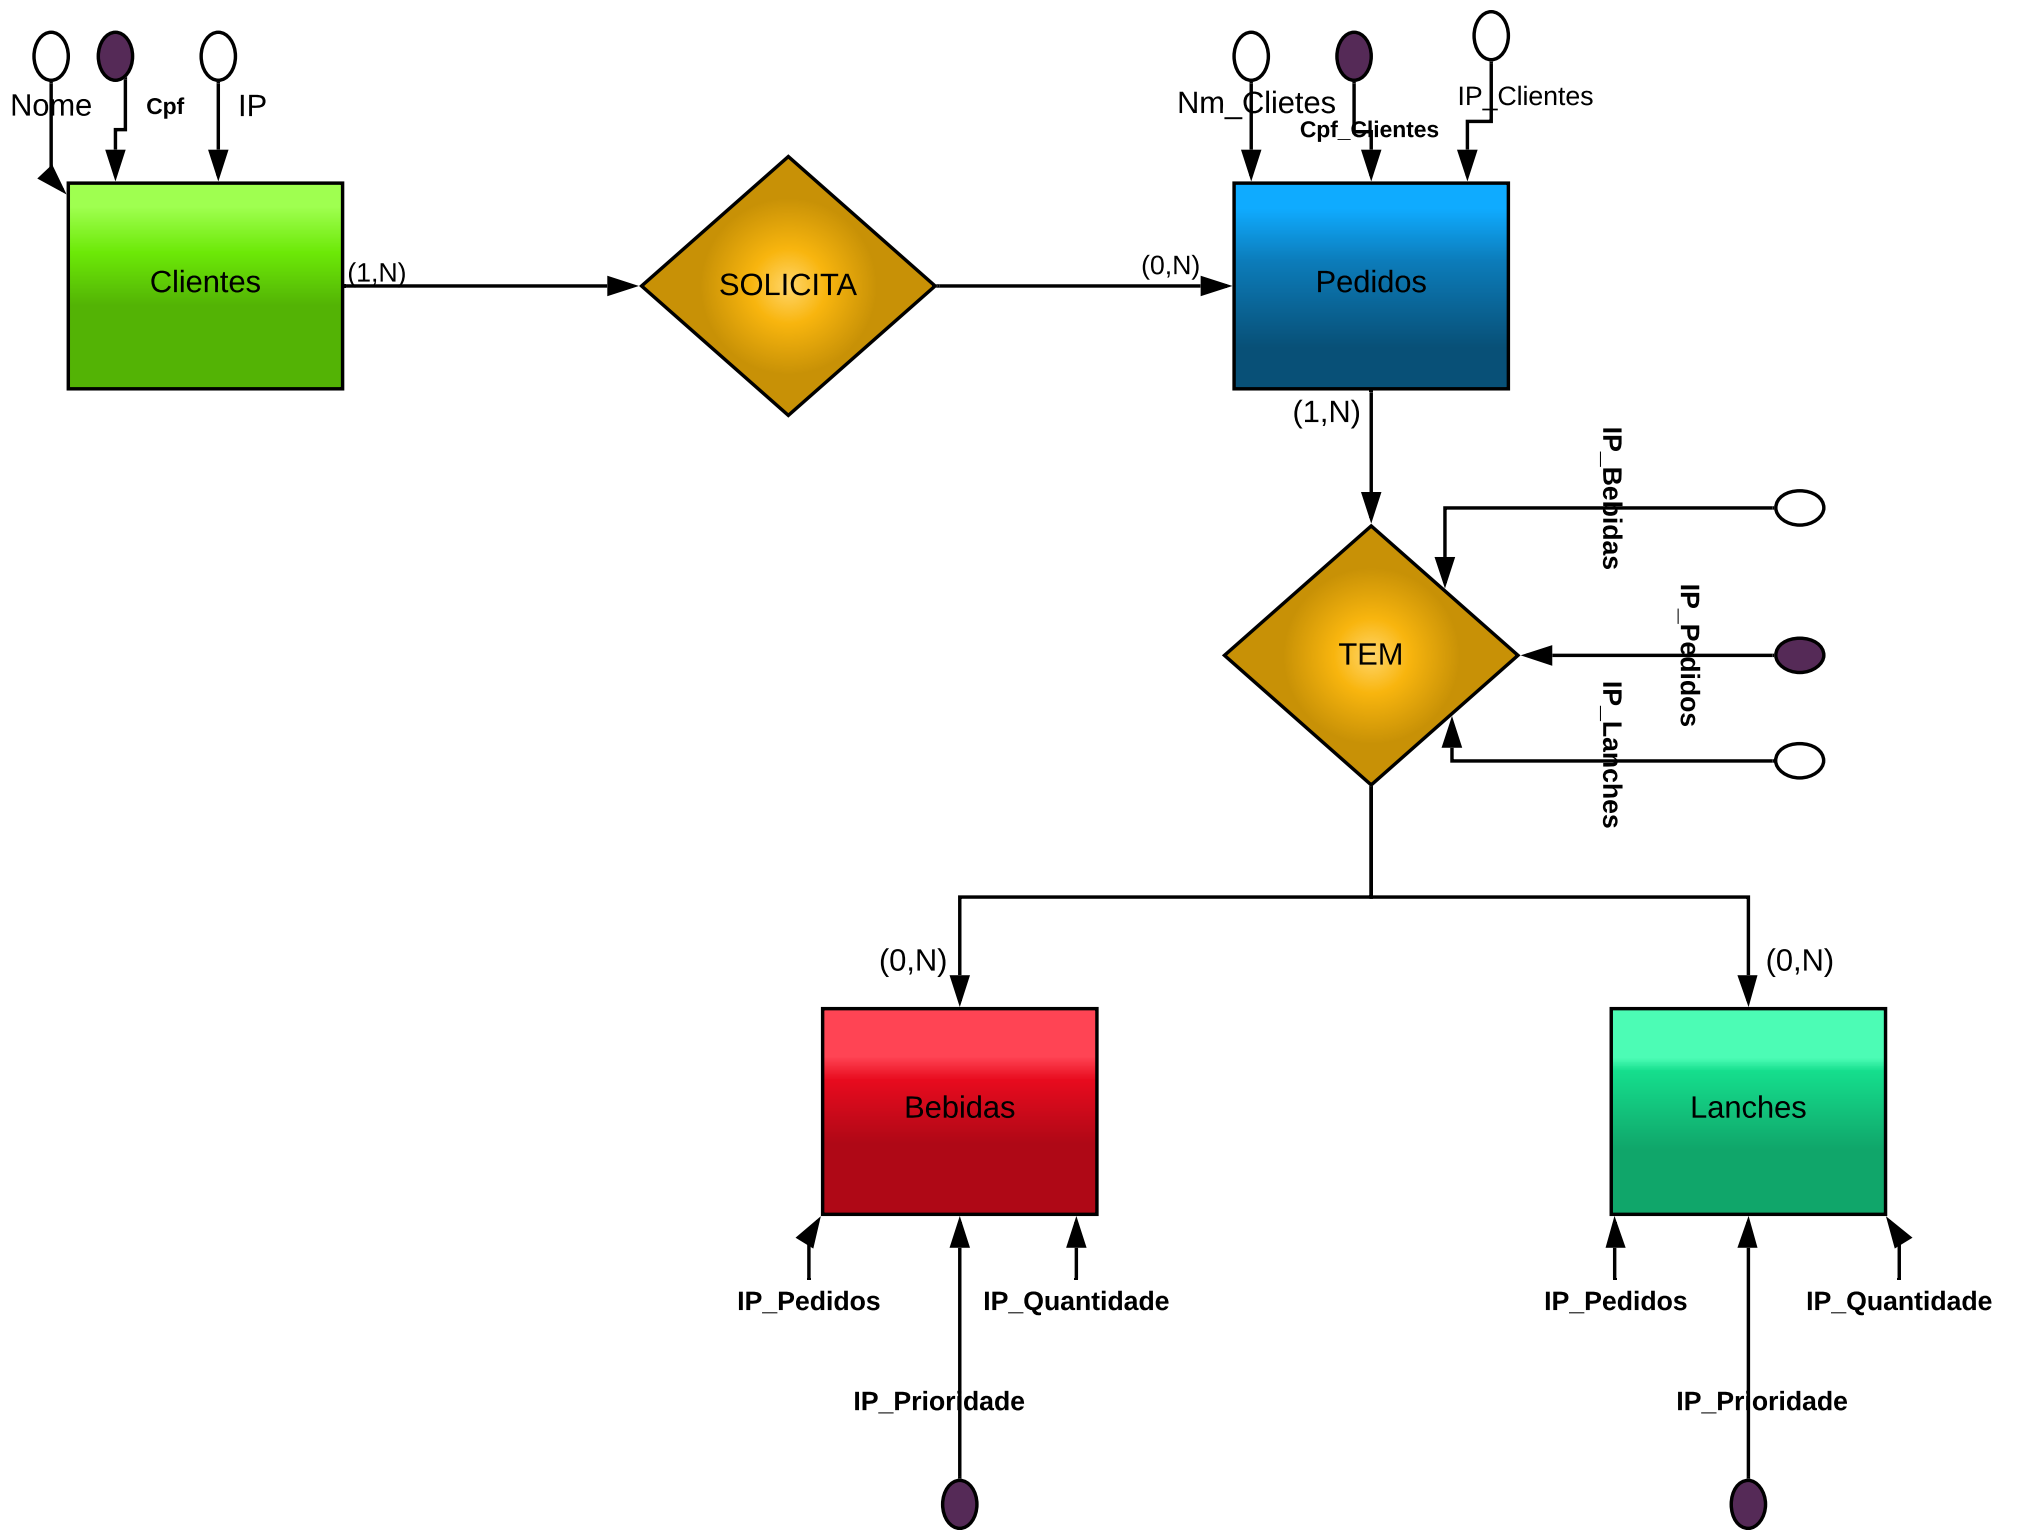 Nome
Cpf
IP
Nm_Clietes
Cpf_Clientes
IP_Clientes
Clientes
(1,N)
SOLICITA
(0,N)
Pedidos
(1,N)
IP_Bebidas
IP_Pedidos
TEM
IP_Lanches
(0,N)
(0,N)
Bebidas
Lanches
IP_Pedidos
IP_Quantidade
IP_Pedidos
IP_Quantidade
IP_Prioridade
IP_Prioridade